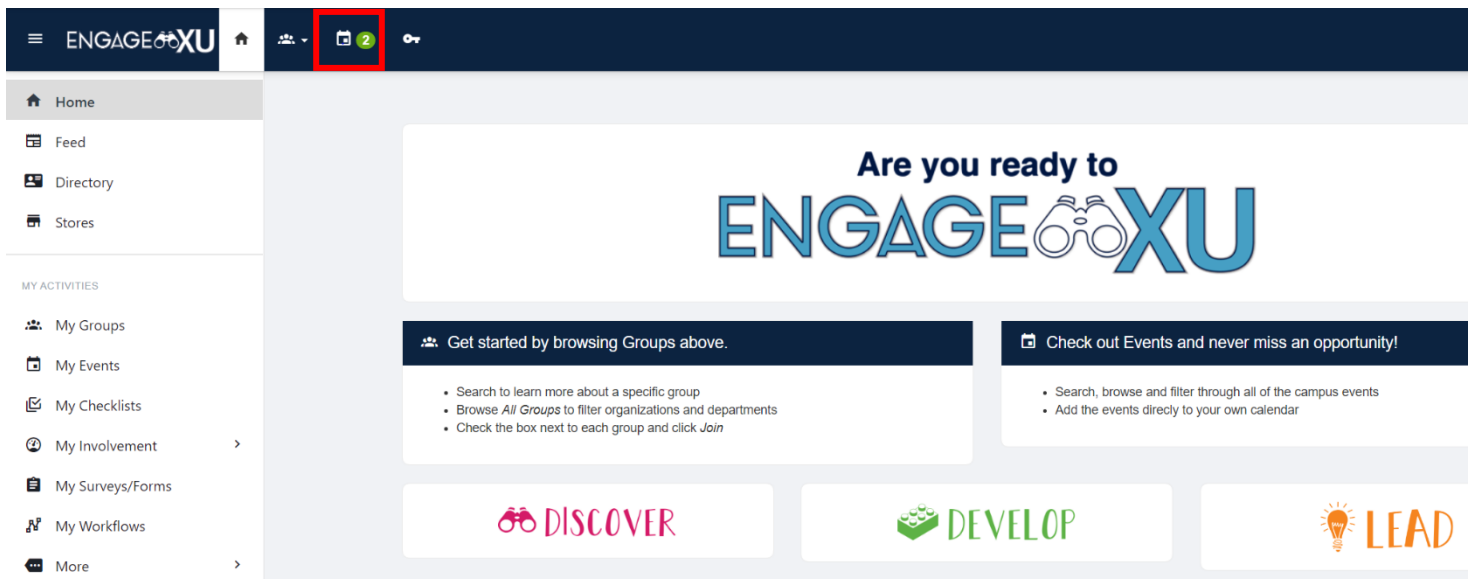 ENGAGE XU
2
Home
Feed
Directory
Stores
MY ACTIVITIES
My Groups
My Events
My Checklists
My Involvement
My Surveys/Forms
My Workflows
More
Are you ready to
ENGAGE XU
Get started by browsing Groups above.
• Search to learn more about a specific group
• Browse All Groups to filter organizations and departments
• Check the box next to each group and click Join
Check out Events and never miss an opportunity!
• Search, browse and filter through all of the campus events
• Add the events direcly to your own calendar
DISCOVER
DEVELOP
LEAD